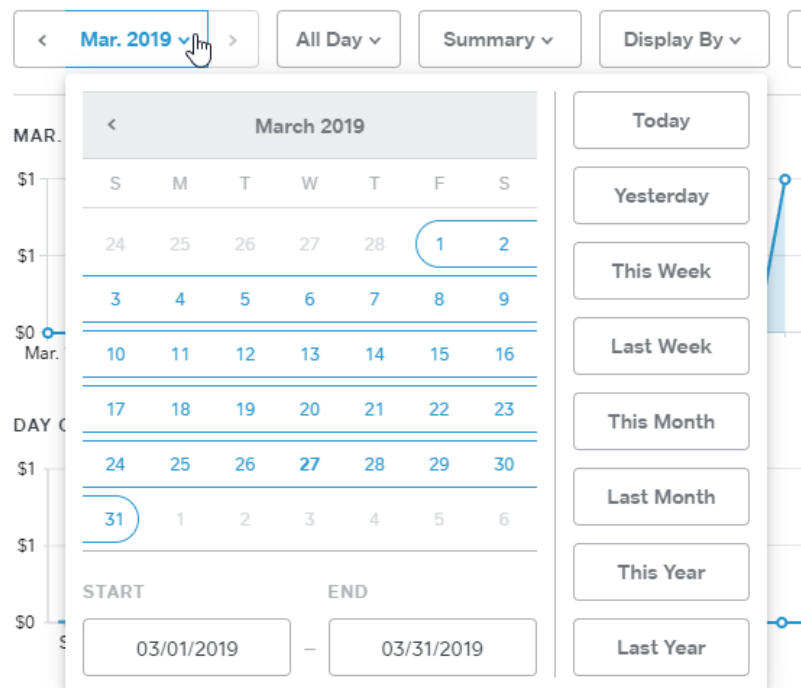 Mar. 2019
All Day
Summary
Display By
MAR.
$1
$1
$0
Mar.
DAY
$1
$1
$0
March 2019
S M T W T F S
24 25 26 27 28 1 2
3 4 5 6 7 8 9
10 11 12 13 14 15 16
17 18 19 20 21 22 23
24 25 26 27 28 29 30
31 1 2 3 4 5 6
START
END
03/01/2019 – 03/31/2019
Today
Yesterday
This Week
Last Week
This Month
Last Month
This Year
Last Year